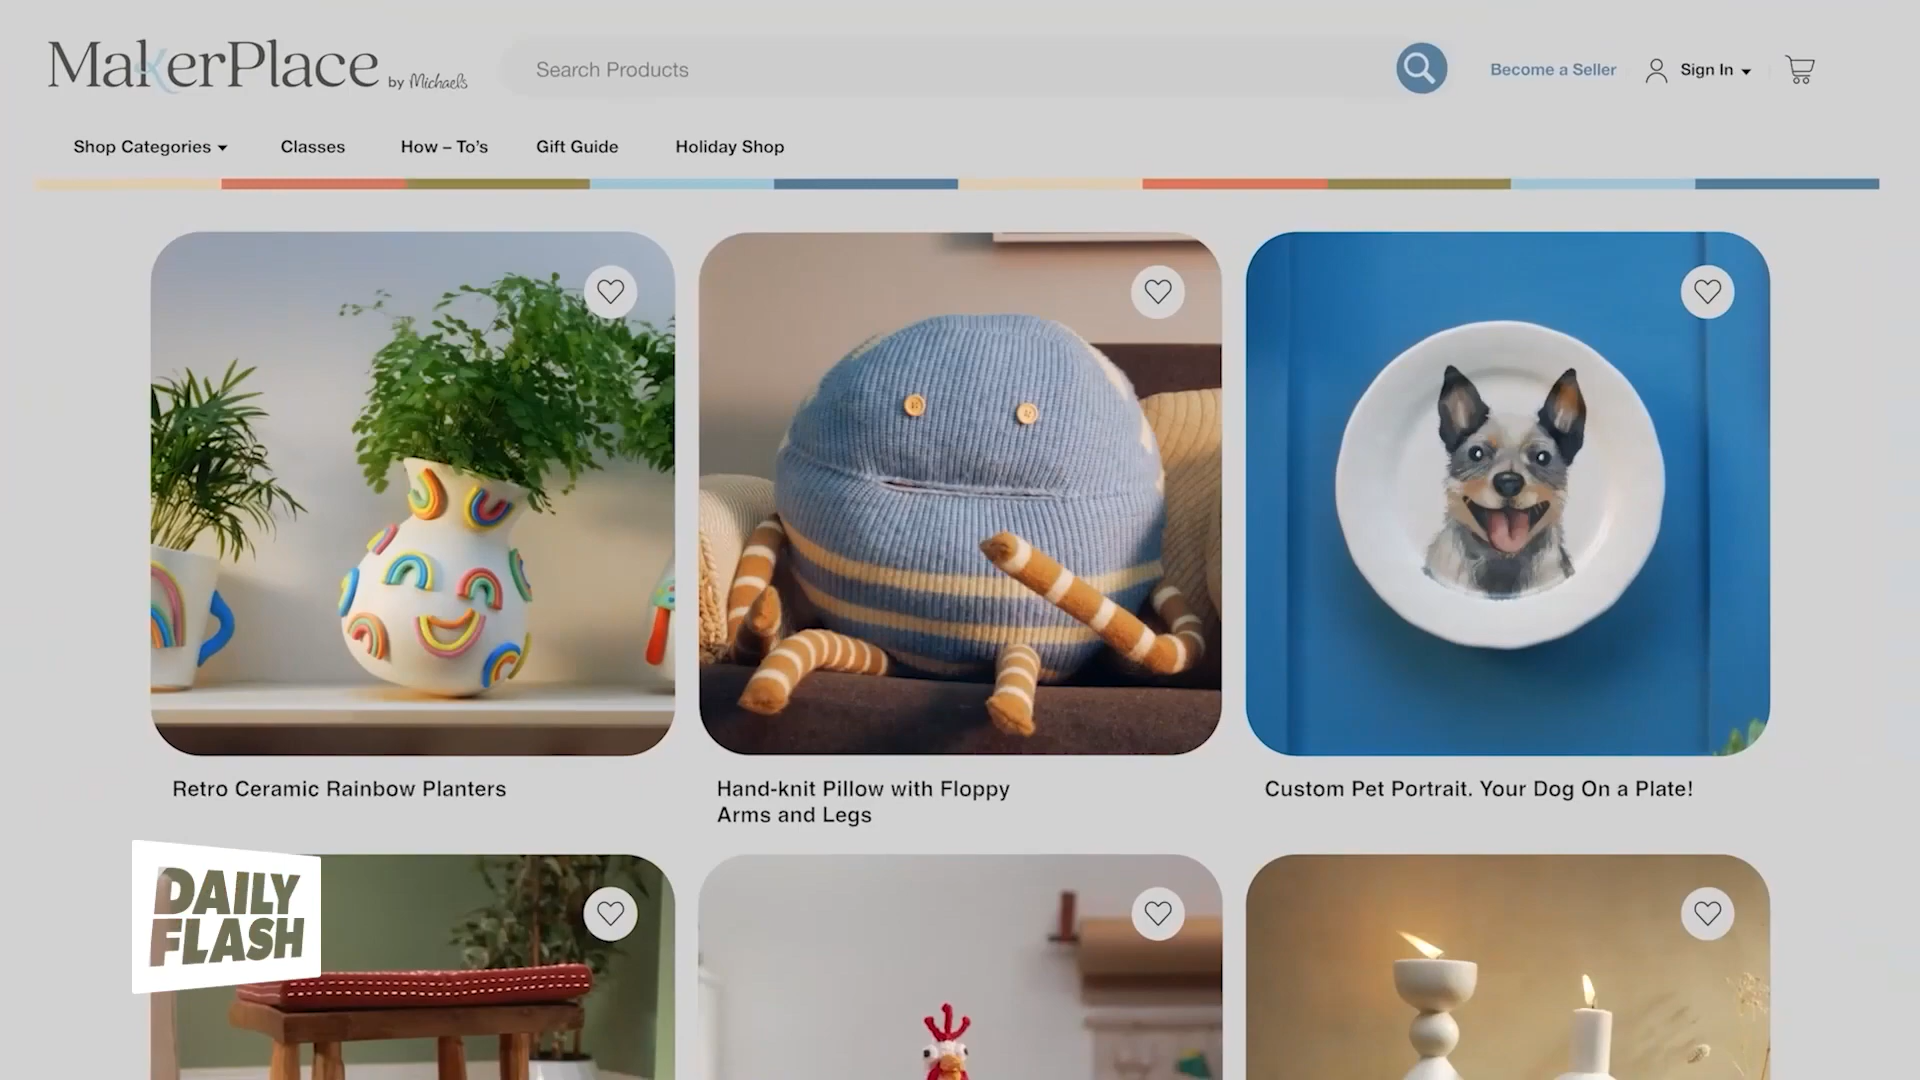 MakerPlace by Michaels
Search Products
Become a Seller
Sign In
Shop Categories
Classes
How – To's
Gift Guide
Holiday Shop
Retro Ceramic Rainbow Planters
Hand-knit Pillow with Floppy
Arms and Legs
Custom Pet Portrait. Your Dog On a Plate!
DAILY
FLASH